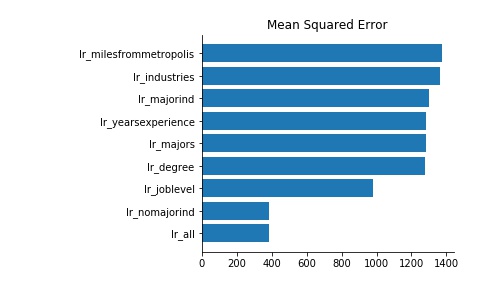 Mean Squared Error
lr_milesfrommetropolis
lr_industries
lr_majorind
lr_yearsexperience
lr_majors
lr_degree
lr_joblevel
lr_nomajorind
lr_all
0 200 400 600 800 1000 1200 1400